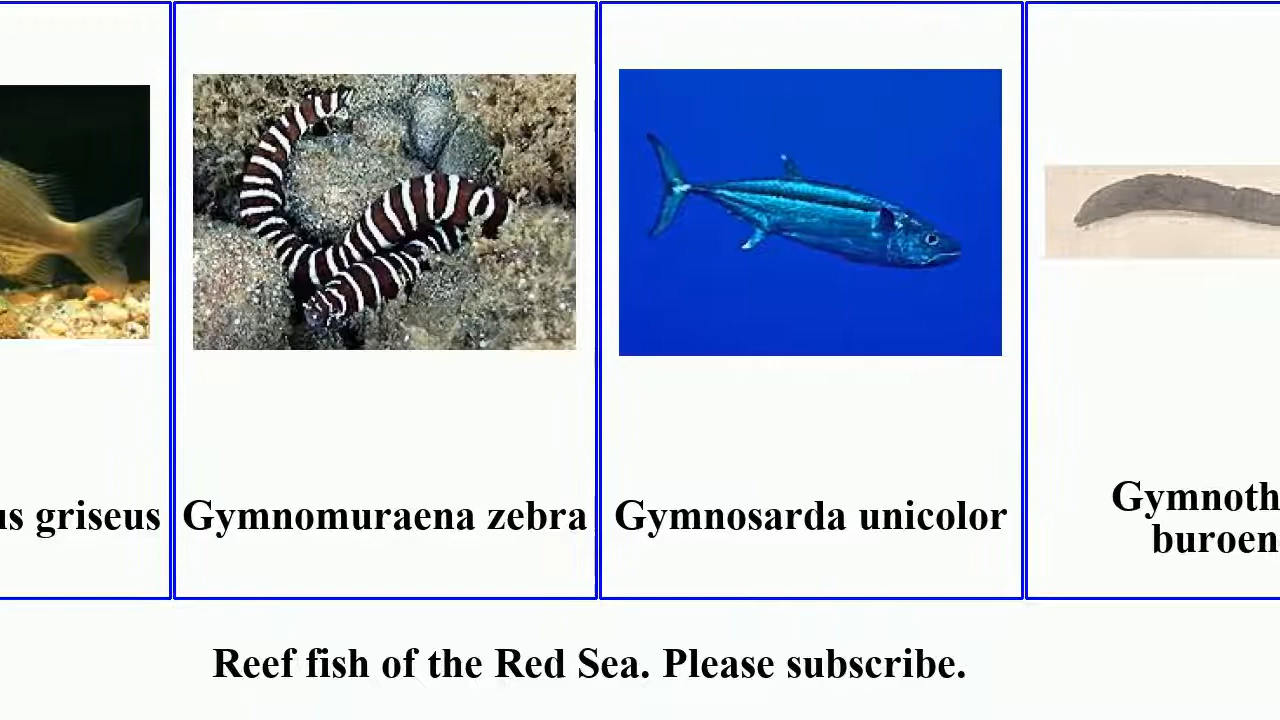 us griseus
Gymnomuraena zebra
Gymnosarda unicolor
Gymnoth
buroen
Reef fish of the Red Sea. Please subscribe.